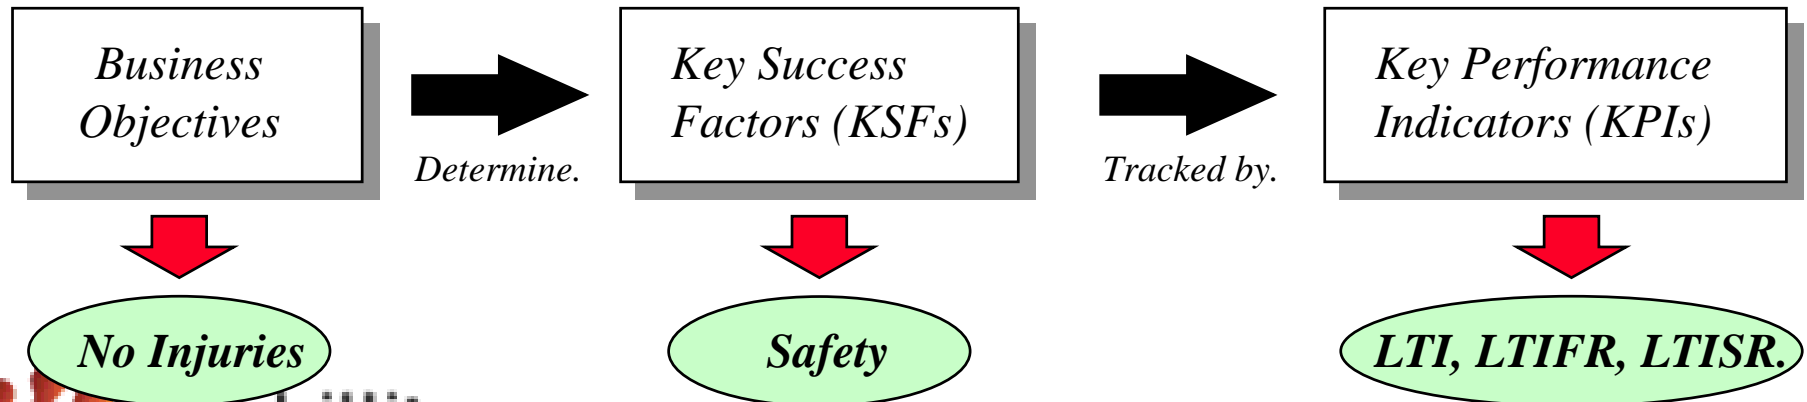 Business
Objectives
Determine.
Key Success
Factors (KSFs)
Tracked by.
Key Performance
Indicators (KPIs)
No Injuries
Safety
LTI, LTIFR, LTISR.